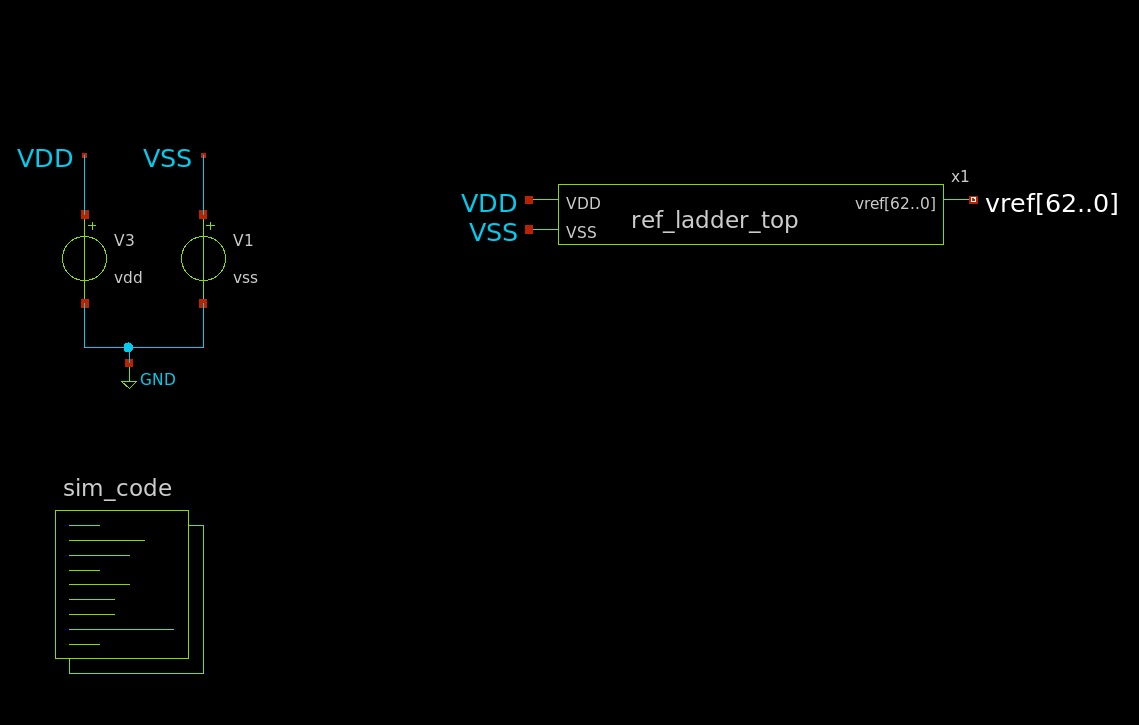 VDD
VSS
+
V3
vdd
+
V1
vss
GND
x1
VDD
VSS
VDD
VSS
ref_ladder_top
vref[62..0]
vref[62..0]
sim_code